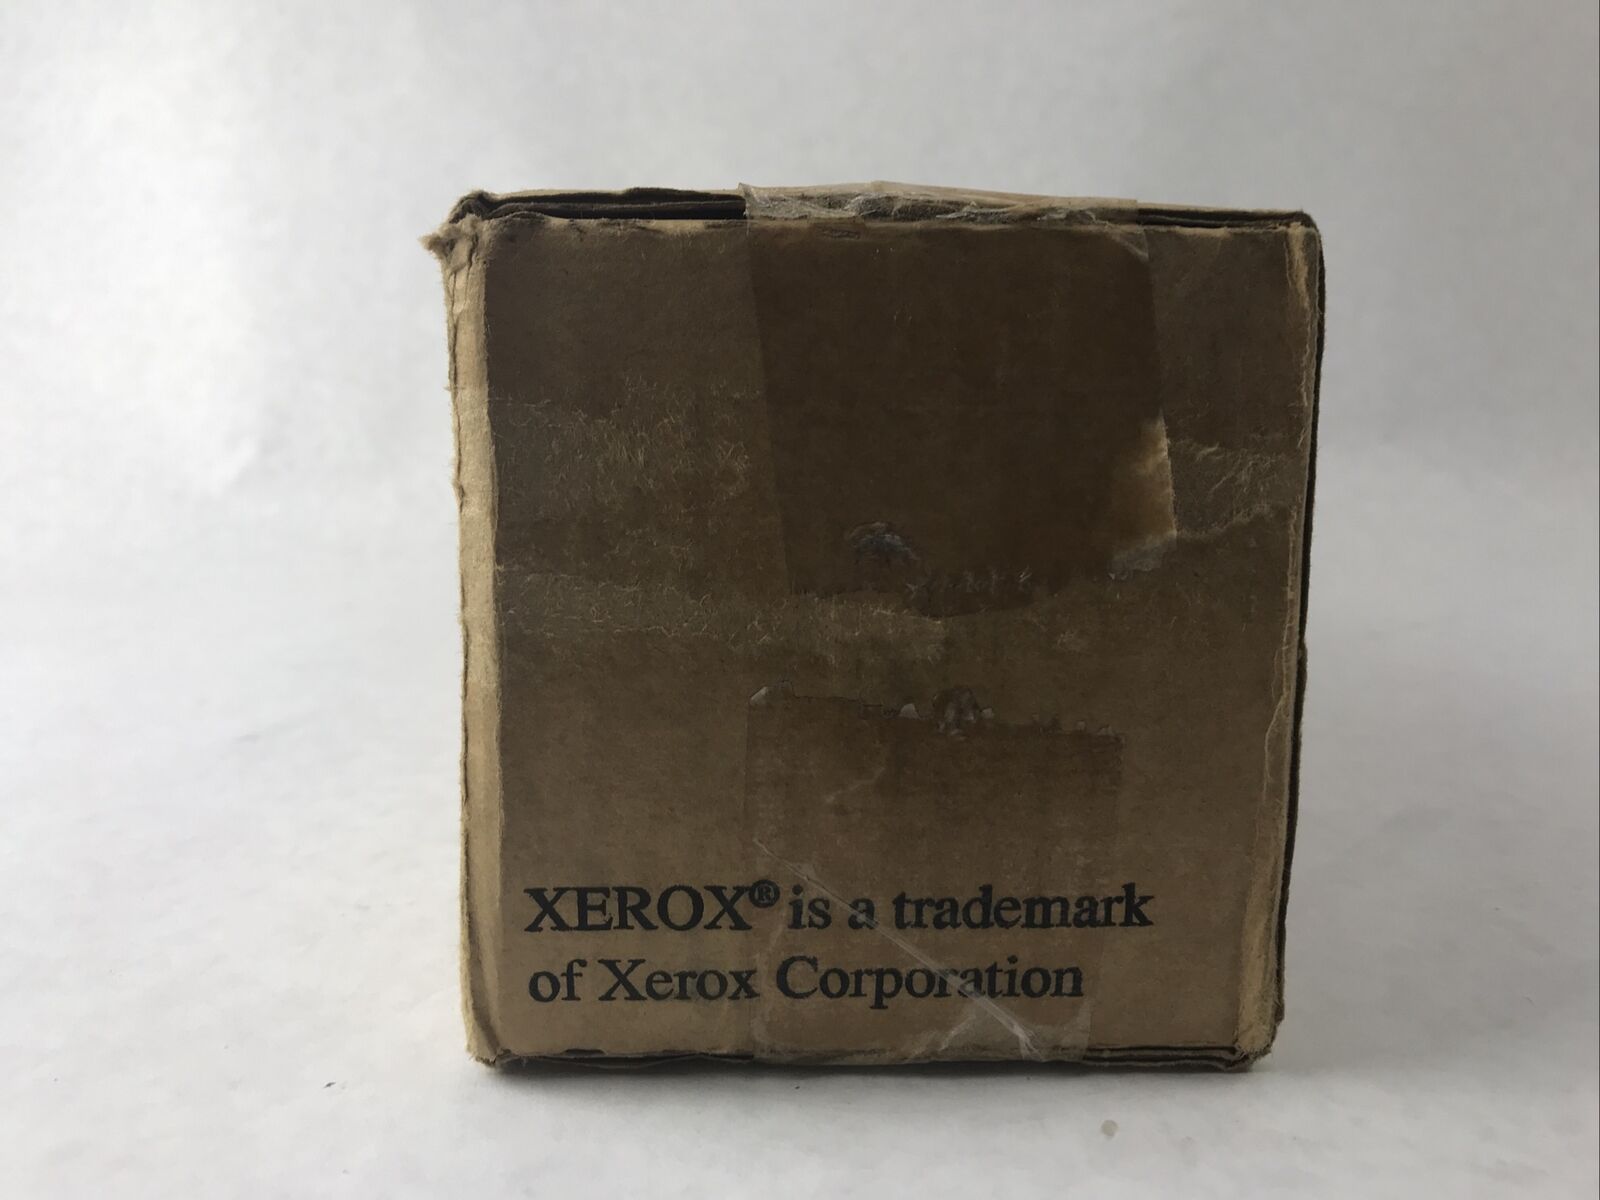 XEROX® is a trademark
of Xerox Corporation